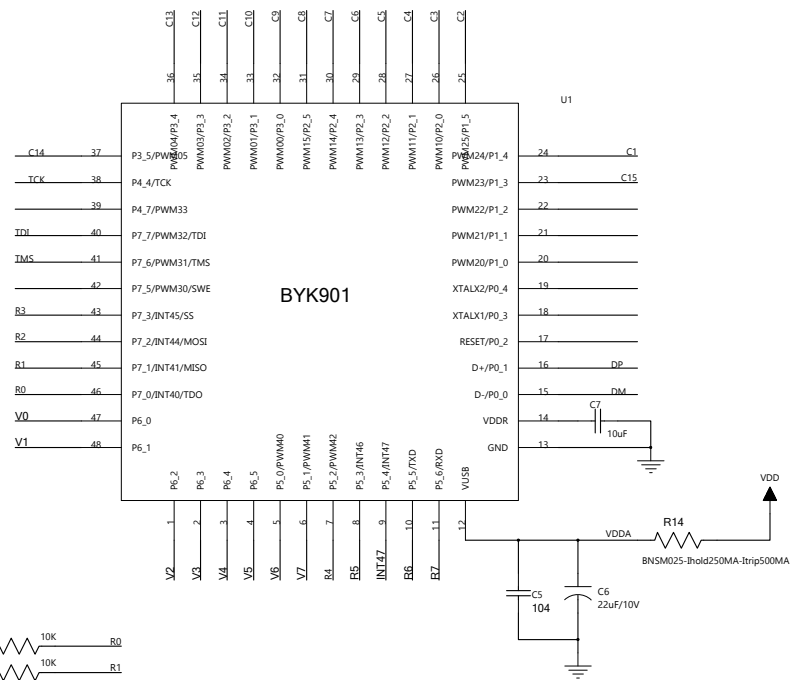 C13 C12 C11 C10 C9 C8 C7 C6 C5 C4 C3 C2
36 35 34 33 32 31 30 29 28 27 26 25
U1
PWM04/P3_4 PWM03/P3_3 PWM02/P3_2 PWM01/P3_1 PWM00/P3_0 PWM15/P2_5 PWM14/P2_4 PWM13/P2_3 PWM12/P2_2 PWM11/P2_1 PWM10/P2_0 PWM25/P1_5
C14 37 P3_5/PWM05 PWM24/P1_4 24 C1
TCK 38 P4_4/TCK PWM23/P1_3 23 C15
39 P4_7/PWM33 PWM22/P1_2 22
TDI 40 P7_7/PWM32/TDI PWM21/P1_1 21
TMS 41 P7_6/PWM31/TMS PWM20/P1_0 20
42 P7_5/PWM30/SWE XTALX2/P0_4 19
BYK901
R3 43 P7_3/INT45/SS XTALX1/P0_3 18
R2 44 P7_2/INT44/MOSI RESET/P0_2 17
R1 45 P7_1/INT41/MISO D+/P0_1 16 DP
R0 46 P7_0/INT40/TDO D-/P0_0 15 DM
V0 47 P6_0 VDDR 14 C7
10uF
V1 48 P6_1 GND 13
P6_2 P6_3 P6_4 P6_5 P5_0/PWM40 P5_1/PWM41 P5_2/PWM42 P5_3/INT46 P5_4/INT47 P5_5/TXD P5_6/RXD VUSB
1 2 3 4 5 6 7 8 9 10 11 12
V2 V3 V4 V5 V6 V7 R4 R5 INT47 R6 R7
VDD
VDDA R14
BNSM025-Ihold250MA-Itrip500MA
C5
104
C6
22uF/10V
10K R0
10K R1